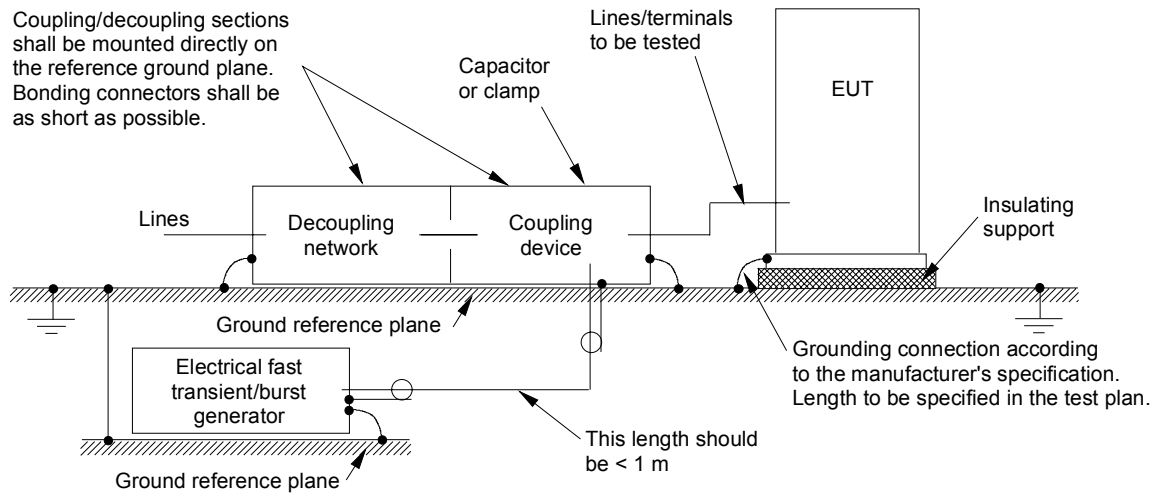 Coupling/decoupling sections
shall be mounted directly on
the reference ground plane.
Bonding connectors shall be
as short as possible.
Capacitor
or clamp
Lines/terminals
to be tested
EUT
Lines
Decoupling
network
Coupling
device
Insulating
support
Ground reference plane
Electrical fast
transient/burst
generator
Grounding connection according
to the manufacturer's specification.
Length to be specified in the test plan.
This length should
be < 1 m
Ground reference plane